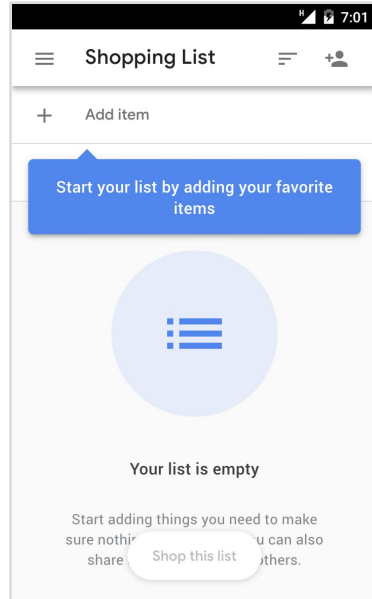 H 7:01
Shopping List
Add item
Start your list by adding your favorite
items
Your list is empty
Start adding things you need to make
sure nothi u can also
share thers.
Shop this list